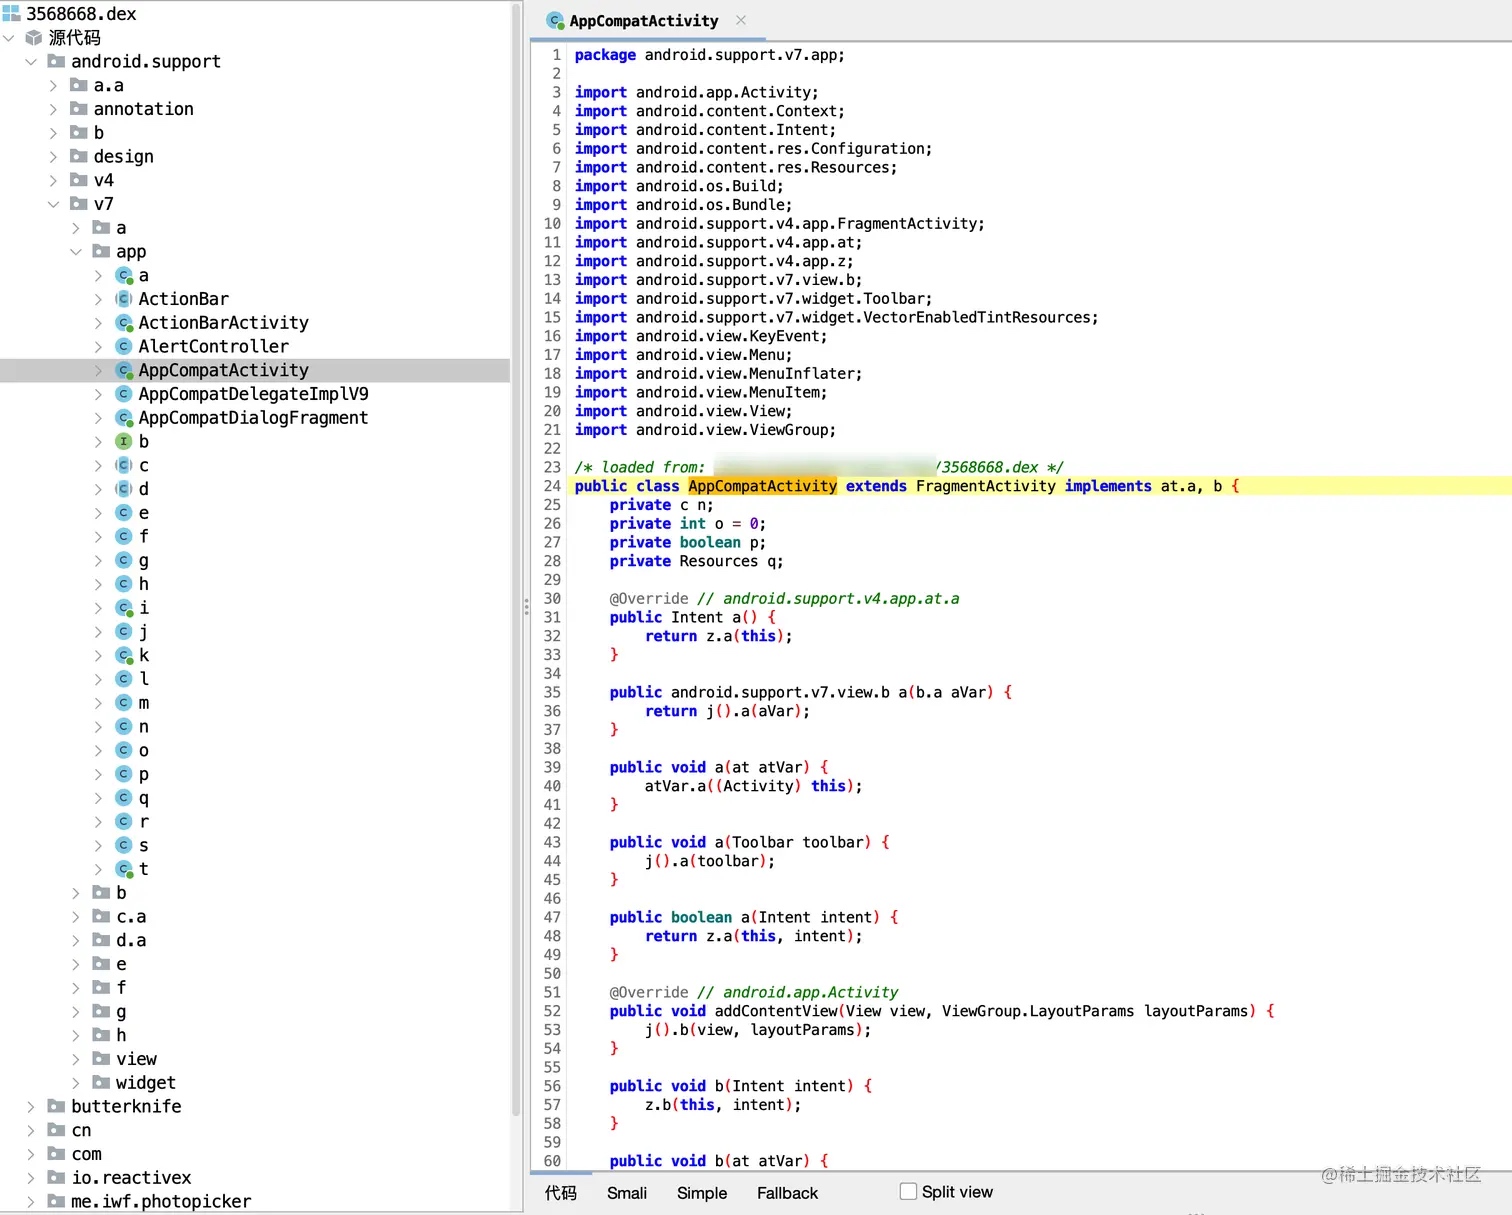 3568668.dex
源代码
android.support
a.a
annotation
b
design
v4
v7
a
app
a
ActionBar
ActionBarActivity
AlertController
AppCompatActivity
AppCompatDelegateImplV9
AppCompatDialogFragment
b
c
d
e
f
g
h
i
j
k
l
m
n
o
p
q
r
s
t
b
c.a
d.a
e
f
g
h
view
widget
butterknife
cn
com
io.reactivex
me.iwf.photopicker
AppCompatActivity
1 package android.support.v7.app;
2
3 import android.app.Activity;
4 import android.content.Context;
5 import android.content.Intent;
6 import android.content.res.Configuration;
7 import android.content.res.Resources;
8 import android.os.Build;
9 import android.os.Bundle;
10 import android.support.v4.app.FragmentActivity;
11 import android.support.v4.app.at;
12 import android.support.v4.app.z;
13 import android.support.v7.view.b;
14 import android.support.v7.widget.Toolbar;
15 import android.support.v7.widget.VectorEnabledTintResources;
16 import android.view.KeyEvent;
17 import android.view.Menu;
18 import android.view.MenuInflater;
19 import android.view.MenuItem;
20 import android.view.View;
21 import android.view.ViewGroup;
22
23 /* loaded from: /3568668.dex */
24 public class AppCompatActivity extends FragmentActivity implements at.a, b {
25 private c n;
26 private int o = 0;
27 private boolean p;
28 private Resources q;
29
30 @Override // android.support.v4.app.at.a
31 public Intent a() {
32 return z.a(this);
33 }
34
35 public android.support.v7.view.b a(b.a aVar) {
36 return j().a(aVar);
37 }
38
39 public void a(at atVar) {
40 atVar.a((Activity) this);
41 }
42
43 public void a(Toolbar toolbar) {
44 j().a(toolbar);
45 }
46
47 public boolean a(Intent intent) {
48 return z.a(this, intent);
49 }
50
51 @Override // android.app.Activity
52 public void addContentView(View view, ViewGroup.LayoutParams layoutParams) {
53 j().b(view, layoutParams);
54 }
55
56 public void b(Intent intent) {
57 z.b(this, intent);
58 }
59
60 public void b(at atVar) {
代码 Smali Simple Fallback Split view
@稀土掘金技术社区